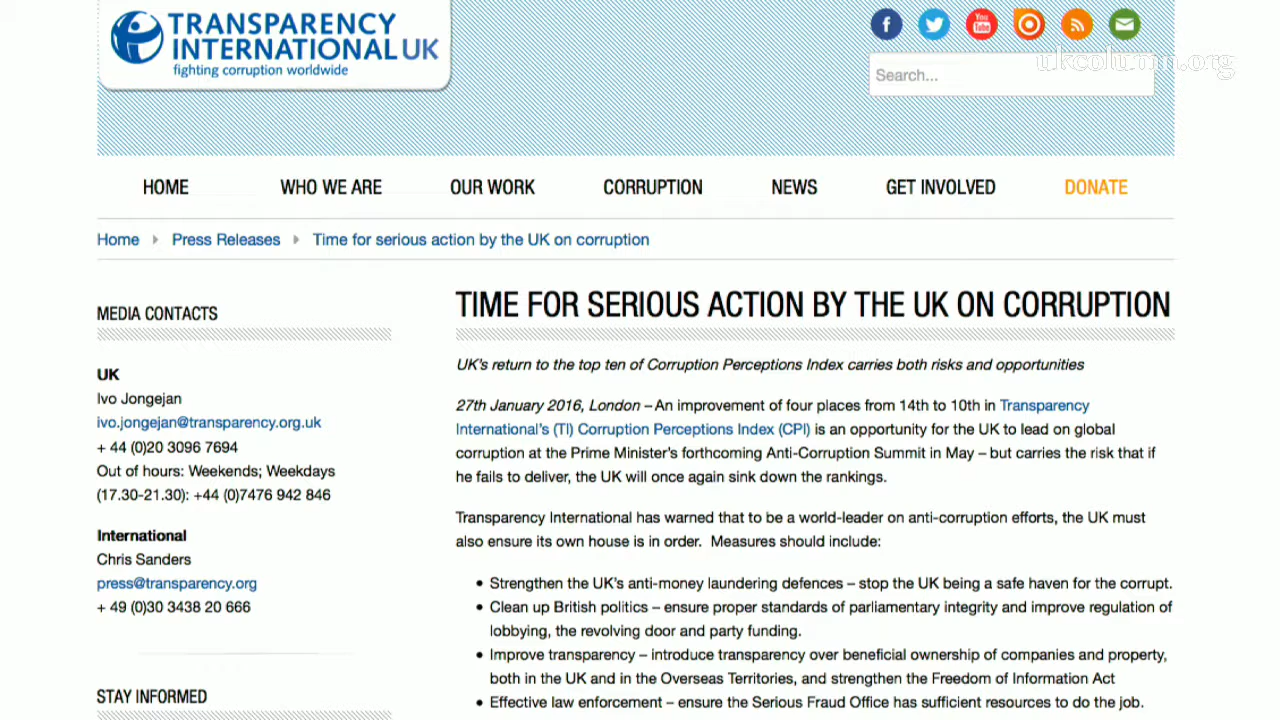 TRANSPARENCY
INTERNATIONAL UK
fighting corruption worldwide
You
Tube
ukcolumn.org
Search...
HOME
WHO WE ARE
OUR WORK
CORRUPTION
NEWS
GET INVOLVED
DONATE
Home
Press Releases
Time for serious action by the UK on corruption
MEDIA CONTACTS
UK
Ivo Jongejan
ivo.jongejan@transparency.org.uk
+ 44 (0)20 3096 7694
Out of hours: Weekends; Weekdays
(17.30-21.30): +44 (0)7476 942 846
International
Chris Sanders
press@transparency.org
+ 49 (0)30 3438 20 666
STAY INFORMED
TIME FOR SERIOUS ACTION BY THE UK ON CORRUPTION
UK's return to the top ten of Corruption Perceptions Index carries both risks and opportunities
27th January 2016, London – An improvement of four places from 14th to 10th in Transparency
International's (TI) Corruption Perceptions Index (CPI) is an opportunity for the UK to lead on global
corruption at the Prime Minister's forthcoming Anti-Corruption Summit in May – but carries the risk that if
he fails to deliver, the UK will once again sink down the rankings.
Transparency International has warned that to be a world-leader on anti-corruption efforts, the UK must
also ensure its own house is in order. Measures should include:
• Strengthen the UK's anti-money laundering defences – stop the UK being a safe haven for the corrupt.
• Clean up British politics – ensure proper standards of parliamentary integrity and improve regulation of
lobbying, the revolving door and party funding.
• Improve transparency – introduce transparency over beneficial ownership of companies and property,
both in the UK and in the Overseas Territories, and strengthen the Freedom of Information Act
• Effective law enforcement – ensure the Serious Fraud Office has sufficient resources to do the job.